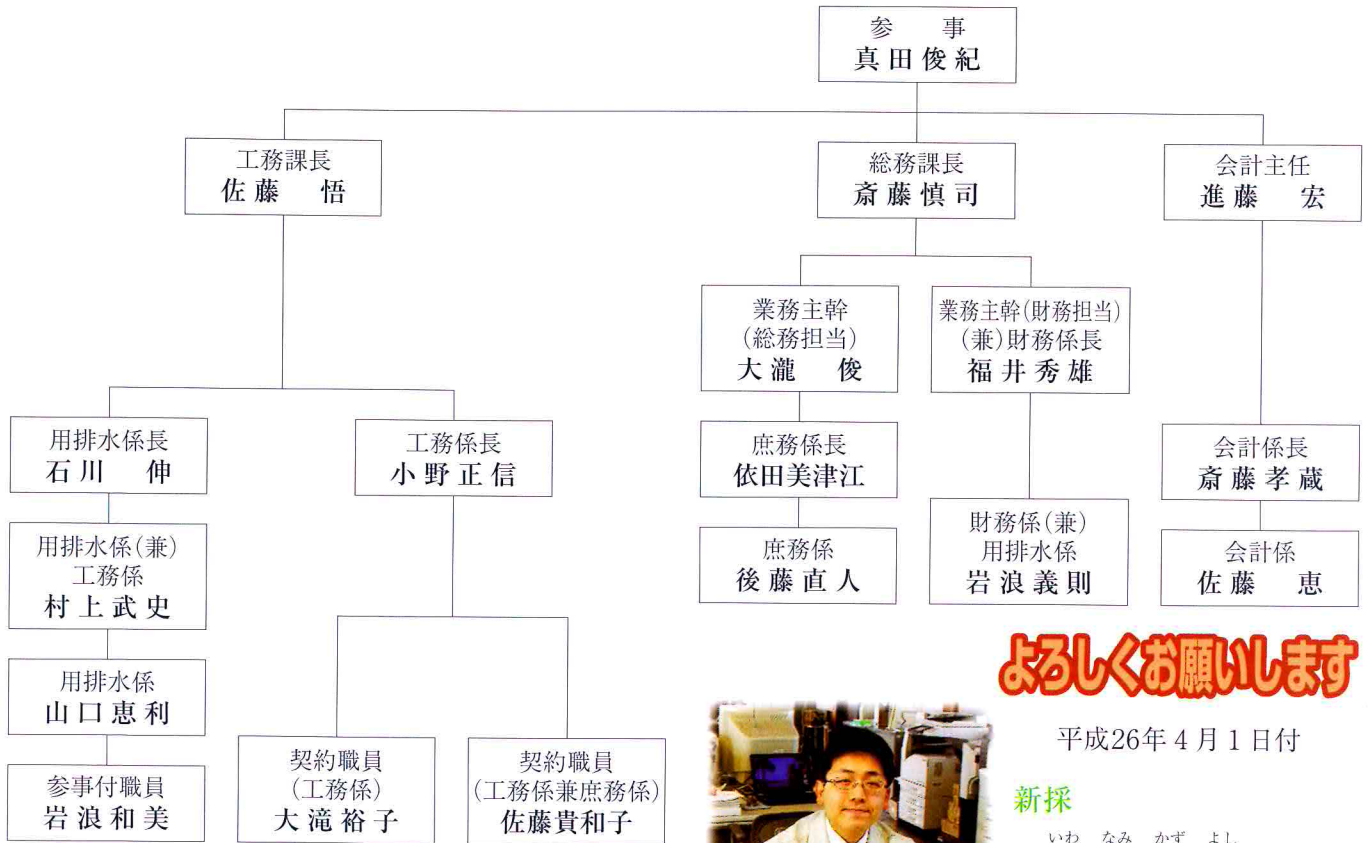 参　事
真田俊紀
工務課長
佐藤　悟
総務課長
斎藤慎司
会計主任
進藤　宏
業務主幹
（総務担当）
大瀧　俊
業務主幹（財務担当）
（兼）財務係長
福井秀雄
用排水係長
石川　伸
工務係長
小野正信
庶務係長
依田美津江
会計係長
斎藤孝蔵
用排水係（兼）
工務係
村上武史
庶務係
後藤直人
財務係（兼）
用排水係
岩浪義則
会計係
佐藤　恵
用排水係
山口恵利
参事付職員
岩浪和美
契約職員
（工務係）
大滝裕子
契約職員
（工務係兼庶務係）
佐藤貴和子
よろしくお願いします
平成26年4月1日付
新採
いわ なみ かず よし